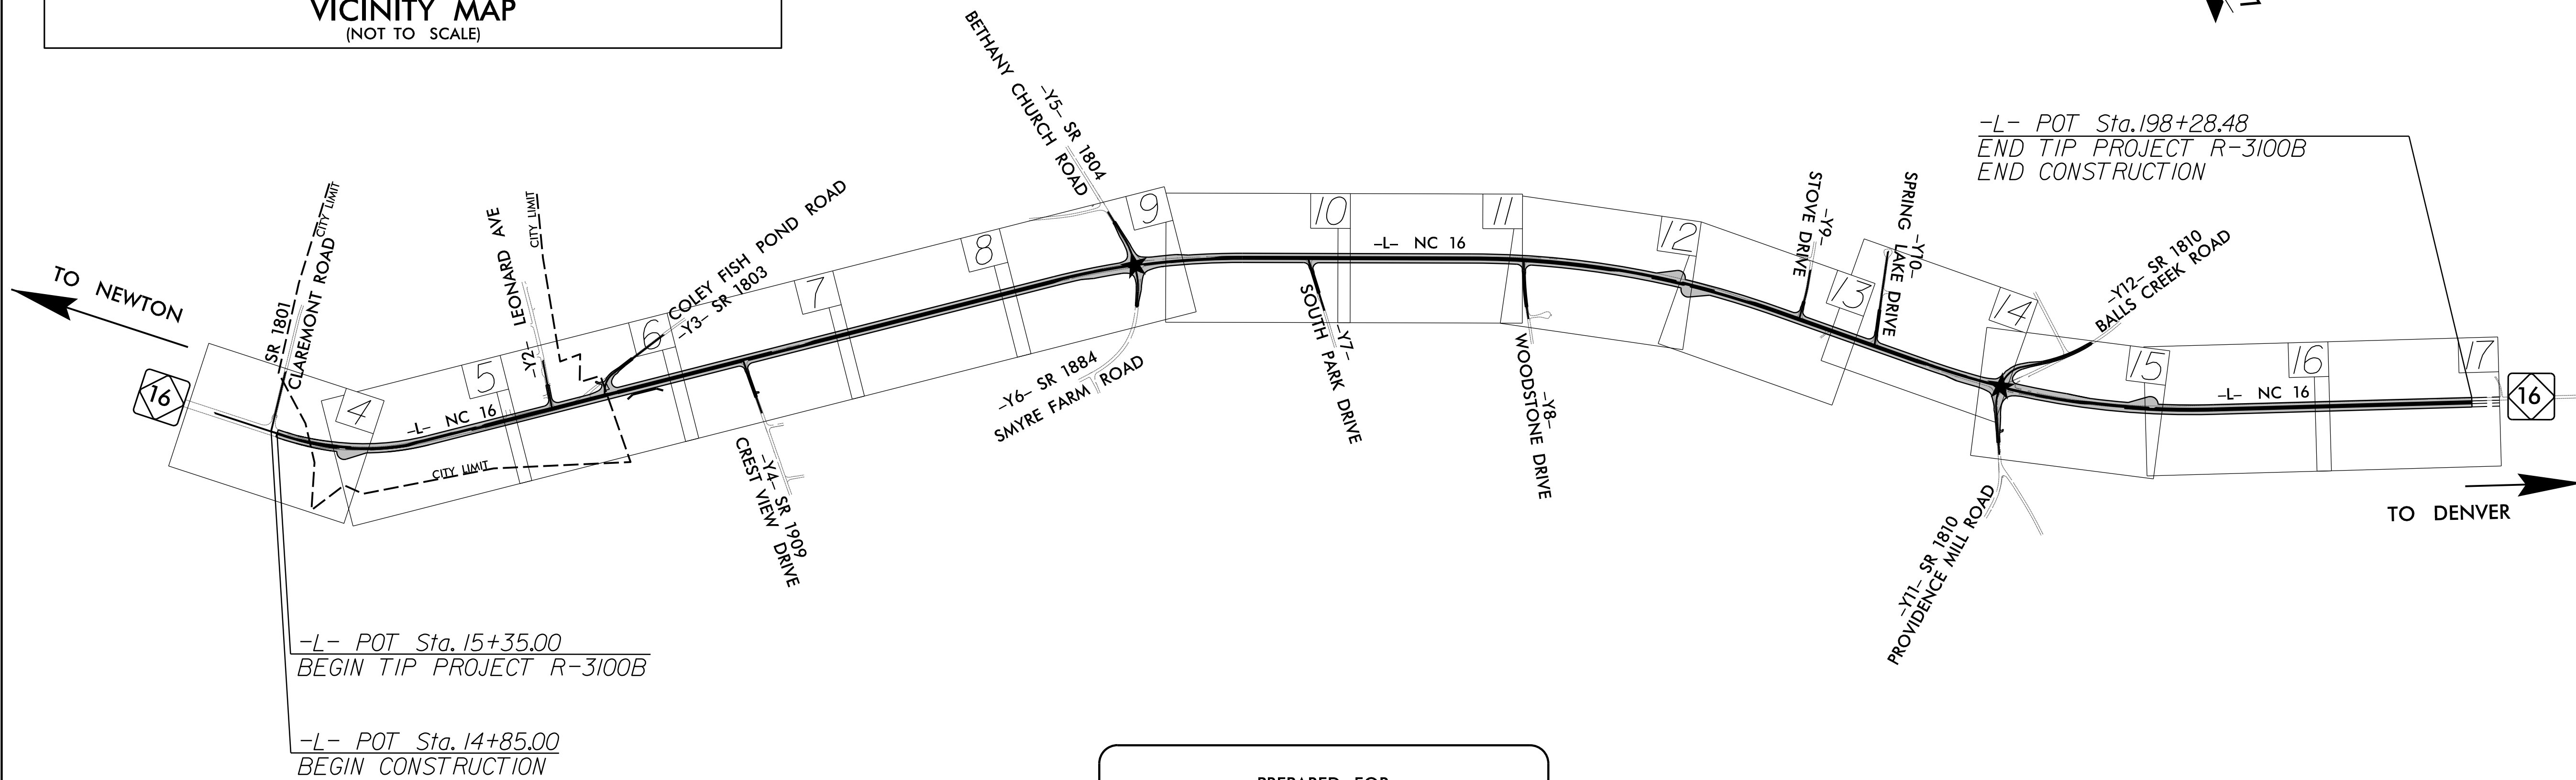 VICINITY MAP
(NOT TO SCALE)
BETHANY CHURCH ROAD
-Y5- SR 1804
-L- POT Sta. 198+28.48
END TIP PROJECT R-3100B
END CONSTRUCTION
TO NEWTON
16
SR 1801
CLAREMONT ROAD
CITY LIMIT
4
-L- NC 16
CITY LIMIT
5
-Y2- LEONARD AVE
CITY LIMIT
6
COLEY FISH POND ROAD
-Y3- SR 1803
7
-Y4- SR 1909
CREST VIEW DRIVE
8
9
-Y6- SR 1884
SMYRE FARM ROAD
10
-L- NC 16
SOUTH PARK DRIVE
-Y7-
11
WOODSTONE DRIVE
-Y8-
12
STOVE DRIVE
-Y9-
13
SPRING LAKE DRIVE
-Y10-
14
-Y12- SR 1810
BALLS CREEK ROAD
-Y11- SR 1810
PROVIDENCE MILL ROAD
15
-L- NC 16
16
17
16
TO DENVER
-L- POT Sta. 15+35.00
BEGIN TIP PROJECT R-3100B
-L- POT Sta. 14+85.00
BEGIN CONSTRUCTION